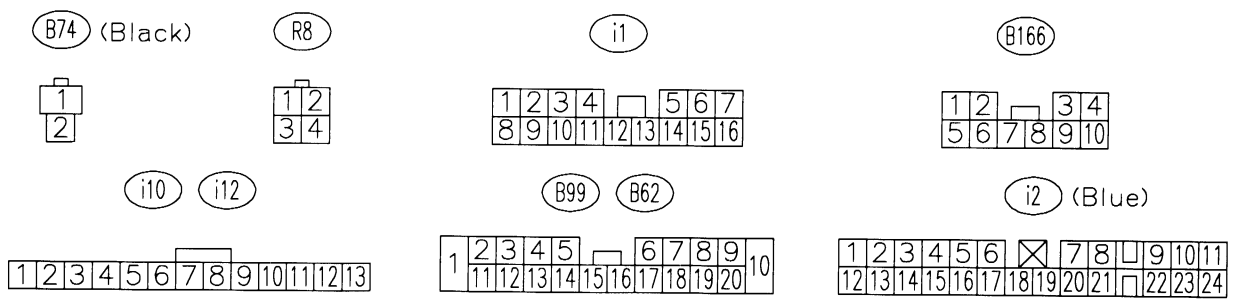 B74 (Black) R8 i1 B166
1 1 2 1 2 3 4 5 6 7 1 2 3 4
2 3 4 8 9 10 11 12 13 14 15 16 5 6 7 8 9 10
i10 i12 B99 B62 i2 (Blue)
1 2 3 4 5 6 7 8 9 10 1 2 3 4 5 6 7 8 9 10 11
1 2 3 4 5 6 7 8 9 10 11 12 13 11 12 13 14 15 16 17 18 19 20 12 13 14 15 16 17 18 19 20 21 22 23 24